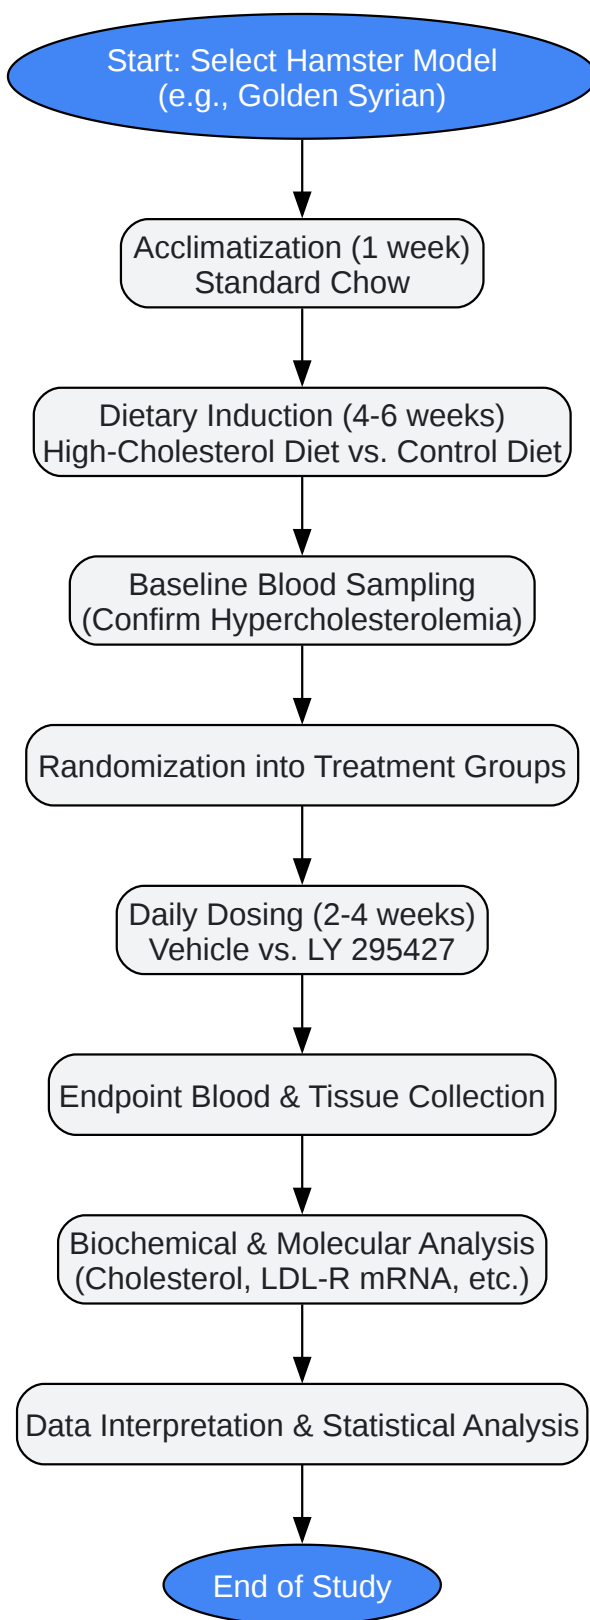 Start: Select Hamster Model
(e.g., Golden Syrian)
Acclimatization (1 week)
Standard Chow
Dietary Induction (4-6 weeks)
High-Cholesterol Diet vs. Control Diet
Baseline Blood Sampling
(Confirm Hypercholesterolemia)
Randomization into Treatment Groups
Daily Dosing (2-4 weeks)
Vehicle vs. LY 295427
Endpoint Blood & Tissue Collection
Biochemical & Molecular Analysis
(Cholesterol, LDL-R mRNA, etc.)
Data Interpretation & Statistical Analysis
End of Study